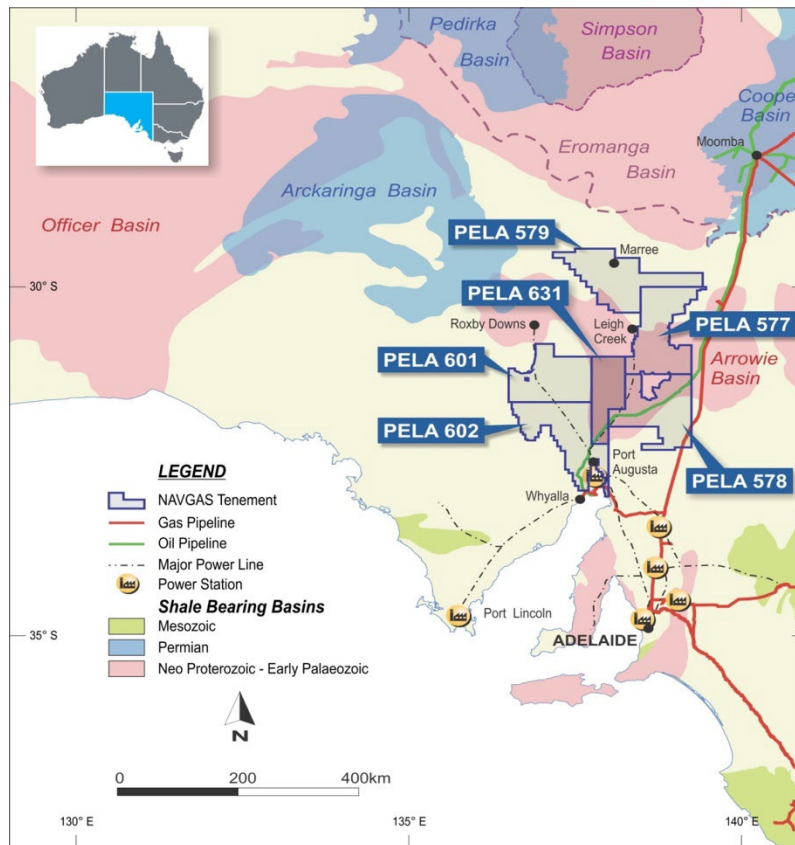 Pedirka
Basin
Simpson
Basin
Cooper
Basin
Moomba
Eromanga
Basin
Arckaringa Basin
Officer Basin
PELA 579
Marree
30° S
PELA 631
Roxby Downs
Leigh
Creek
PELA 577
PELA 601
Arrowie
Basin
PELA 602
PELA 578
Port
Augusta
Whyalla
LEGEND
NAVGAS Tenement
Gas Pipeline
Oil Pipeline
Major Power Line
Power Station
Shale Bearing Basins
Mesozoic
Permian
Neo Proterozoic - Early Palaeozoic
Port Lincoln
35° S
ADELAIDE
N
0
200
400km
130° E
135° E
140° E